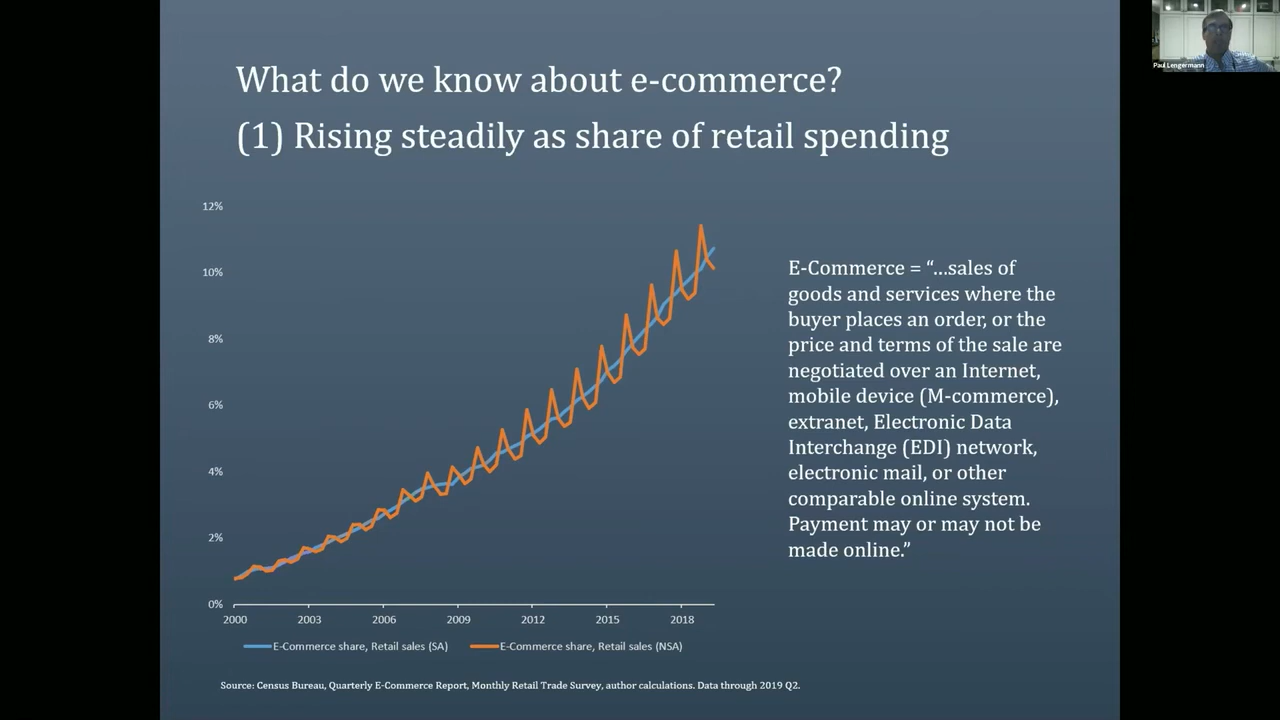 What do we know about e-commerce?
(1) Rising steadily as share of retail spending
Paul Lengermann
12%
10%
8%
6%
4%
2%
0%
2000
2003
2006
2009
2012
2015
2018
E-Commerce share, Retail sales (SA)
E-Commerce share, Retail sales (NSA)
E-Commerce = “…sales of
goods and services where the
buyer places an order, or the
price and terms of the sale are
negotiated over an Internet,
mobile device (M-commerce),
extranet, Electronic Data
Interchange (EDI) network,
electronic mail, or other
comparable online system.
Payment may or may not be
made online.”
Source: Census Bureau, Quarterly E-Commerce Report, Monthly Retail Trade Survey, author calculations. Data through 2019 Q2.